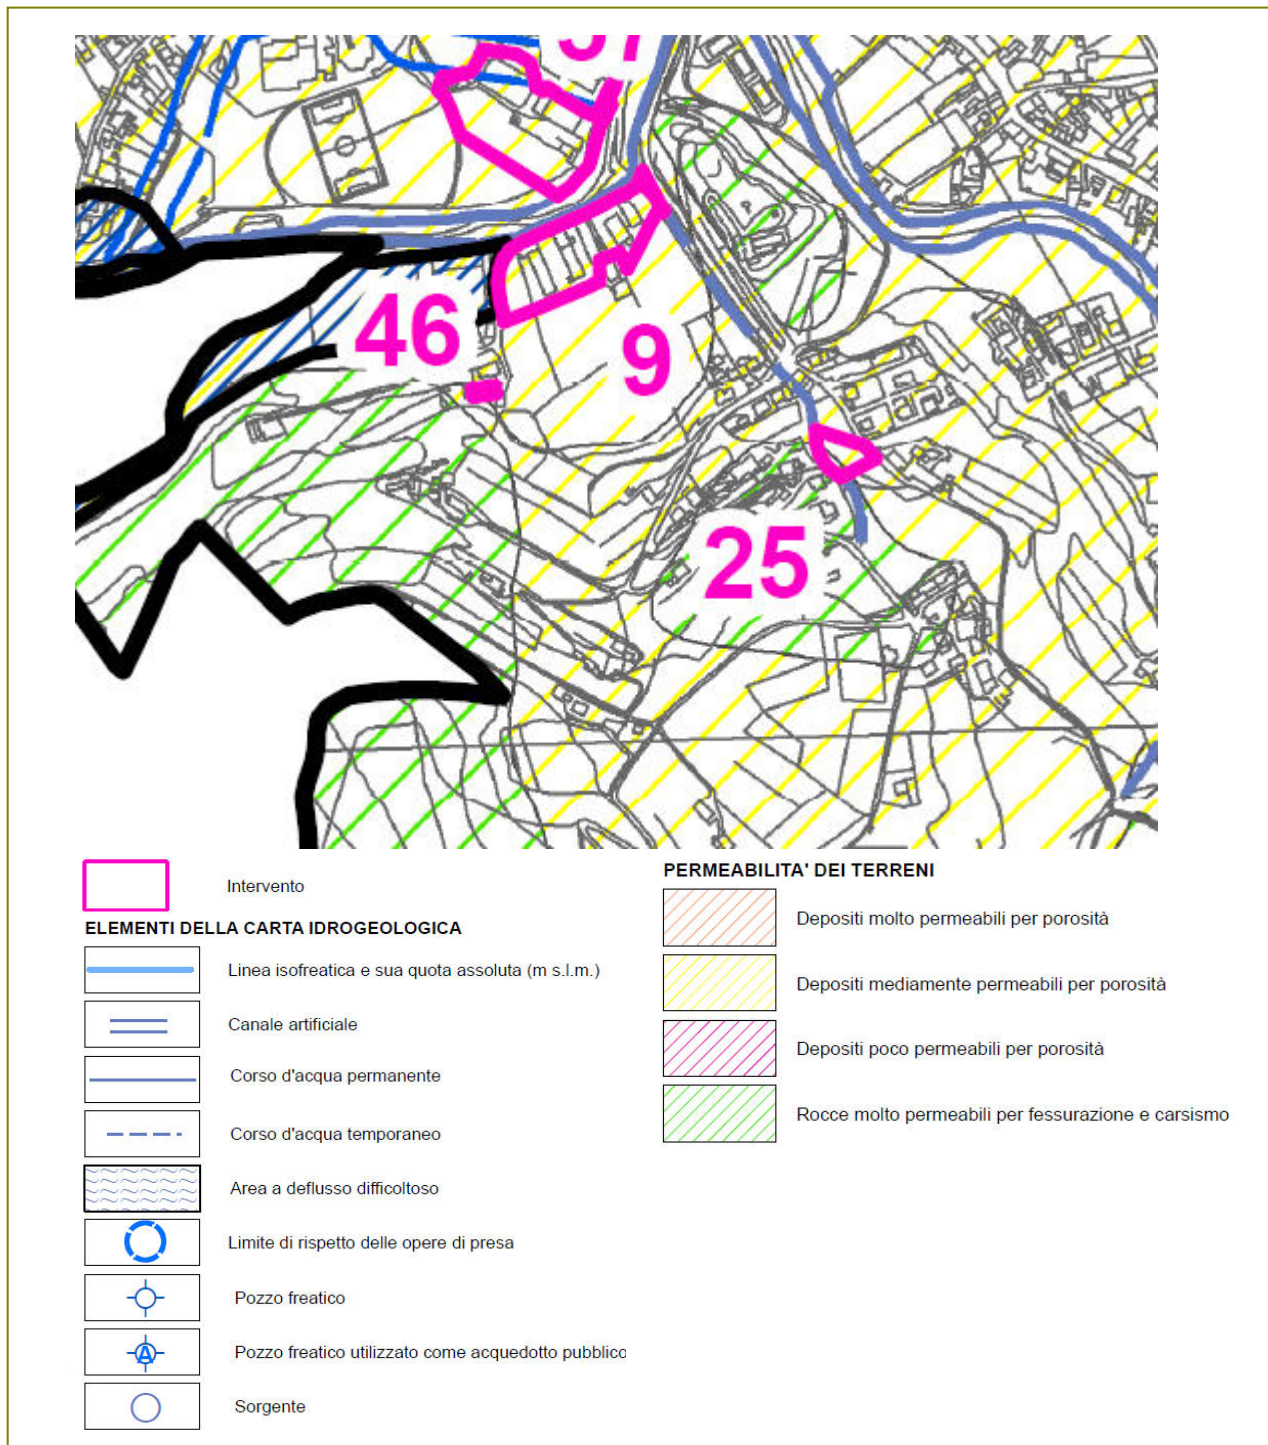 46
9
25
Intervento
ELEMENTI DELLA CARTA IDROGEOLOGICA
Linea isofreatica e sua quota assoluta (m s.l.m.)
Canale artificiale
Corso d'acqua permanente
Corso d'acqua temporaneo
Area a deflusso difficoltoso
Limite di rispetto delle opere di presa
Pozzo freatico
A
Pozzo freatico utilizzato come acquedotto pubblico
Sorgente
PERMEABILITA' DEI TERRENI
Depositi molto permeabili per porosità
Depositi mediamente permeabili per porosità
Depositi poco permeabili per porosità
Rocce molto permeabili per fessurazione e carsismo